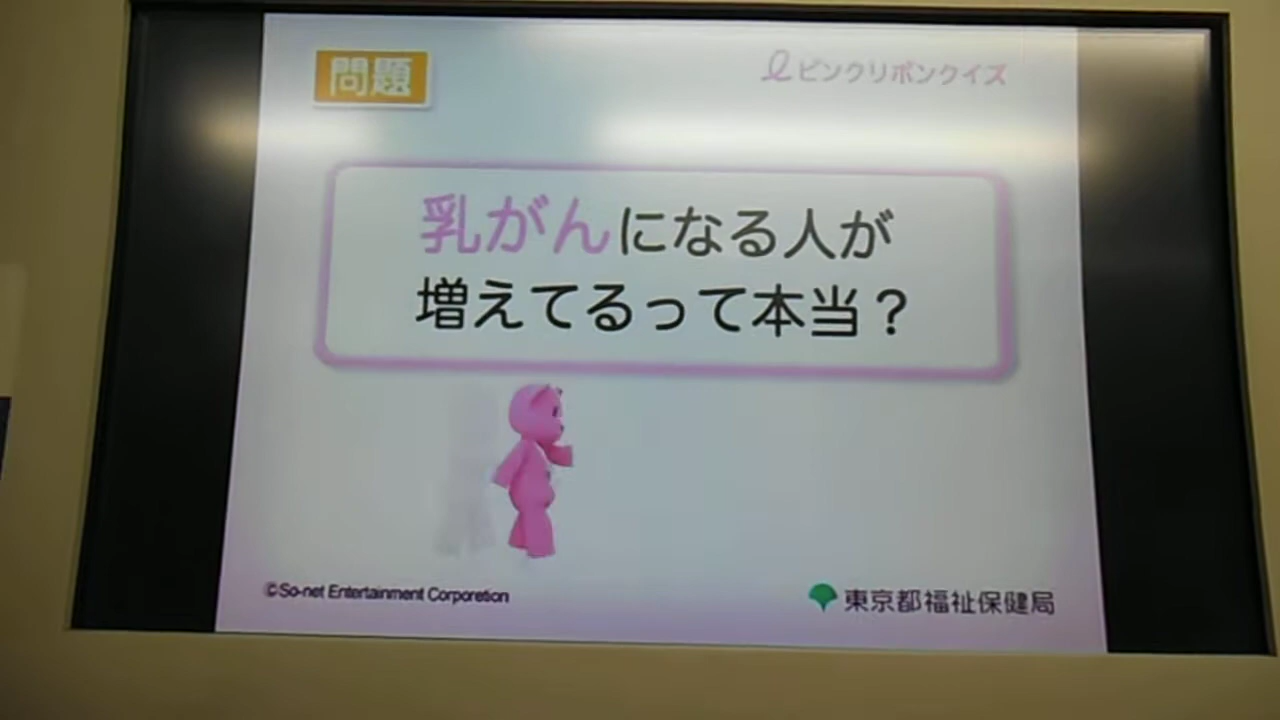 問題
ピンクリボンクイズ
乳がんになる人が
増えてるって本当？
©So-net Entertainment Corporetion
東京都福祉保健局